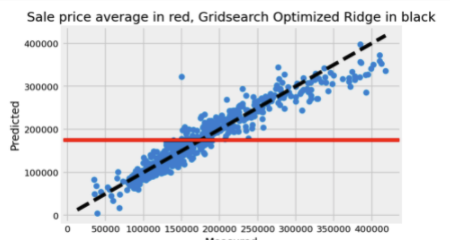 Sale price average in red, Gridsearch Optimized Ridge in black
400000
300000
200000
100000
0
Predicted
0 50000 100000 150000 200000 250000 300000 350000 400000